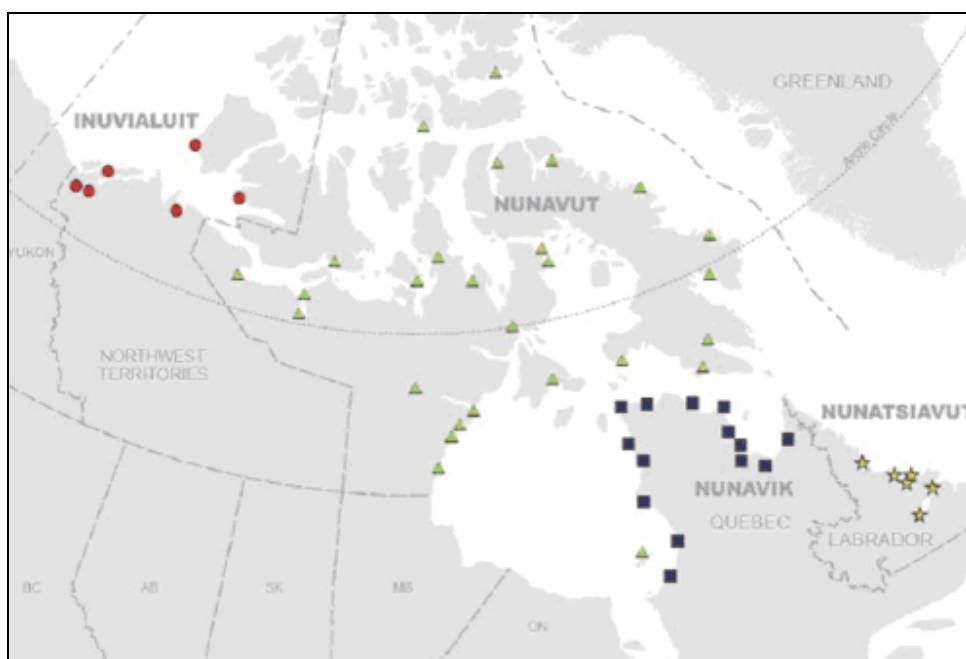 GREENLAND
INUVIALUIT
Arctic Circle
NUNAVUT
YUKON
NORTHWEST
TERRITORIES
NUNATSIAVUT
NUNAVIK
QUEBEC
LABRADOR
BC
AB
SK
MB
ON